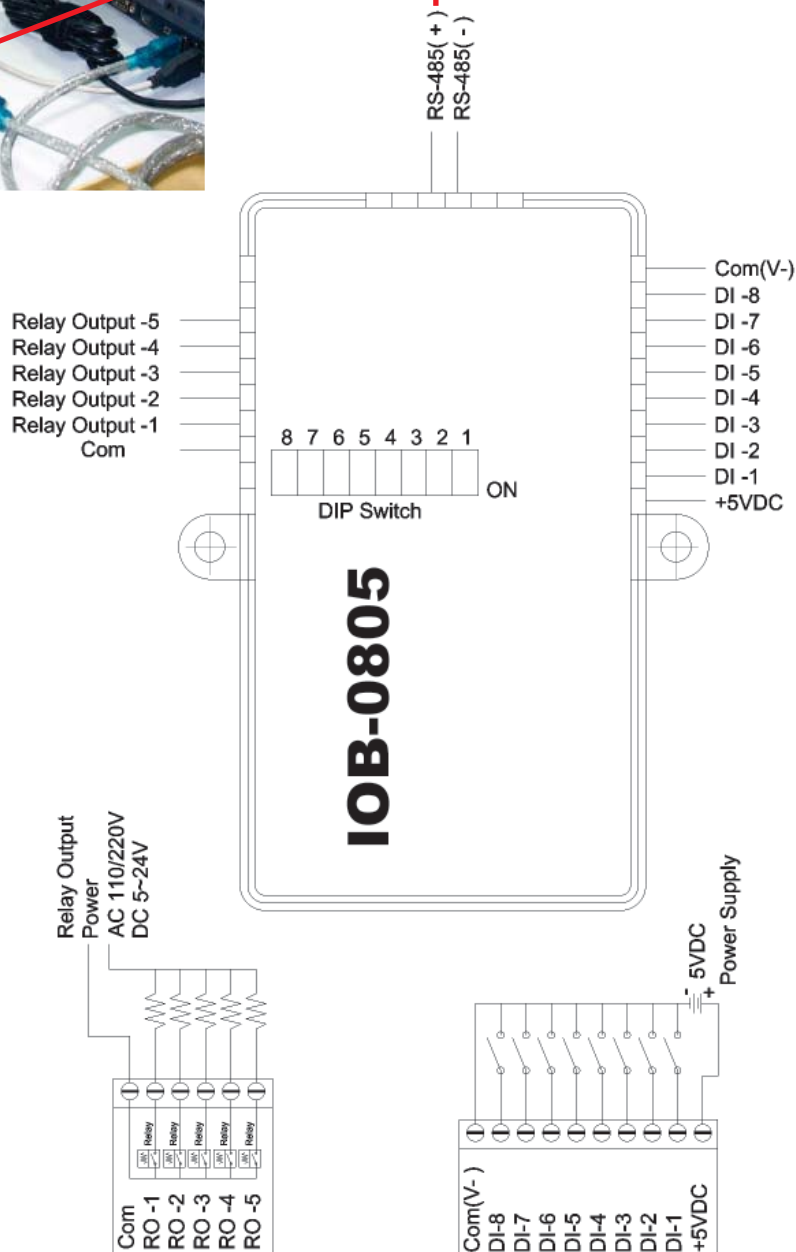 RS-485( + )
RS-485( - )
Com(V-)
DI -8
DI -7
DI -6
DI -5
DI -4
DI -3
DI -2
DI -1
+5VDC
Relay Output -5
Relay Output -4
Relay Output -3
Relay Output -2
Relay Output -1
Com
8 7 6 5 4 3 2 1
ON
DIP Switch
IOB-0805
Relay Output
Power
AC 110/220V
DC 5~24V
Relay
Relay
Relay
Relay
Relay
Com
RO -1
RO -2
RO -3
RO -4
RO -5
- 5VDC
+ Power Supply
Com(V- )
DI-8
DI-7
DI-6
DI-5
DI-4
DI-3
DI-2
DI-1
+5VDC